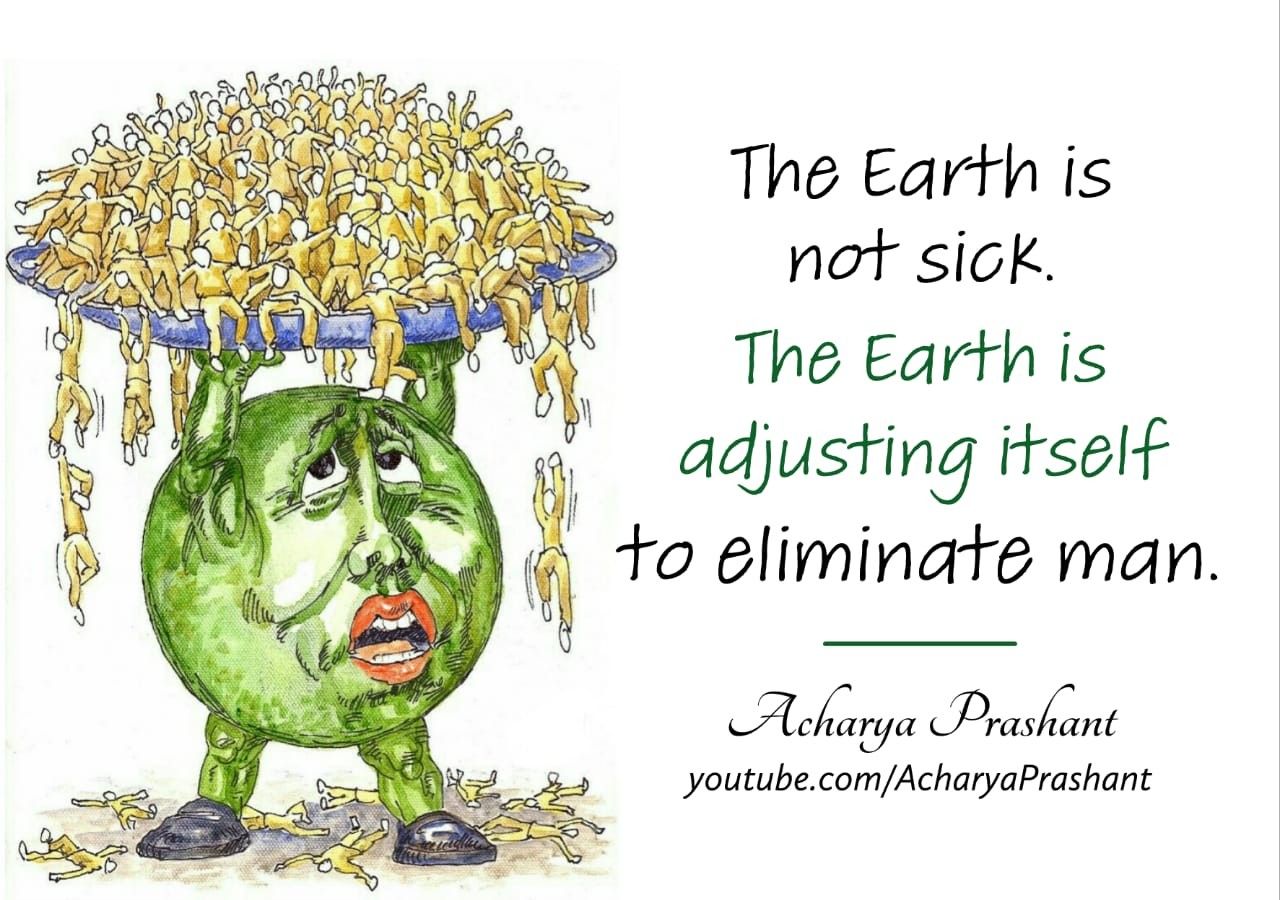 The Earth is
not sick.
The Earth is
adjusting itself
to eliminate man.
Acharya Prashant
youtube.com/AcharyaPrashant